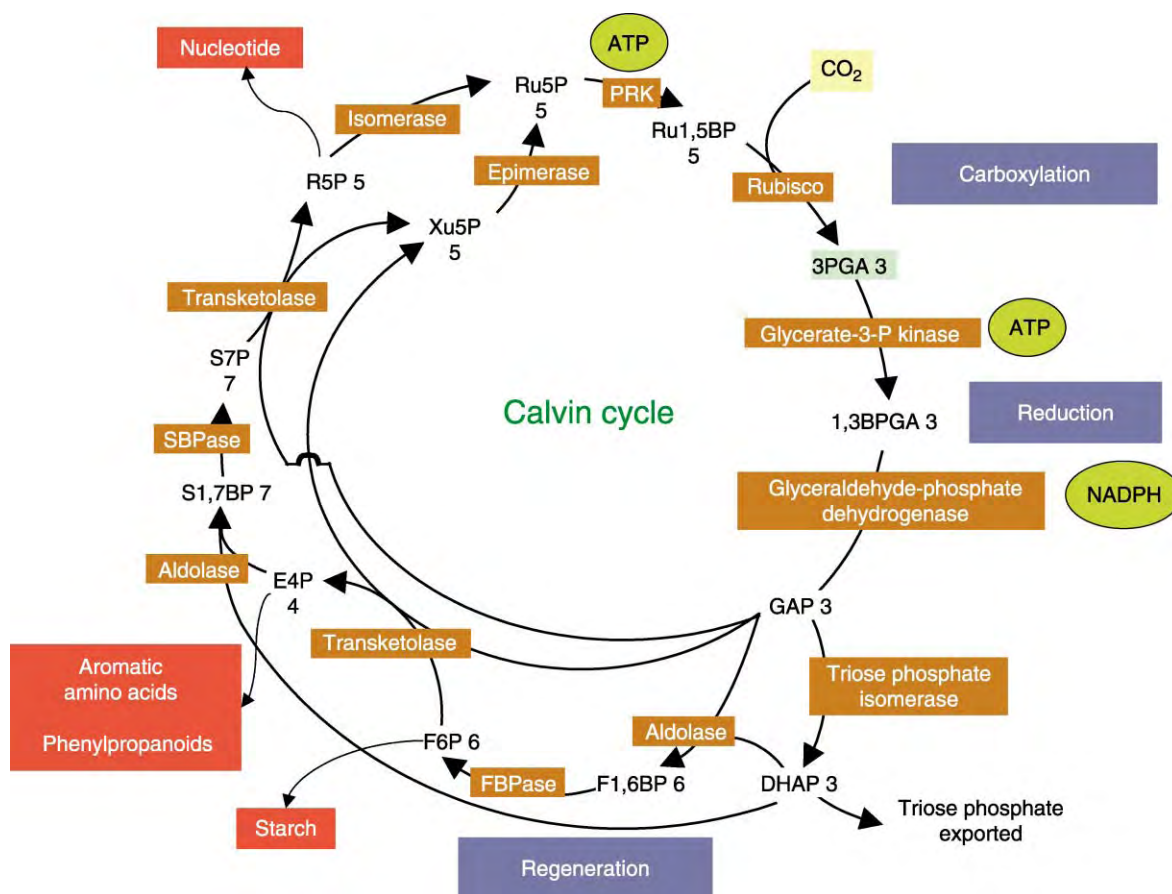 Nucleotide
ATP
CO2
Ru5P
5
PRK
Isomerase
Ru1,5BP
5
Epimerase
R5P 5
Rubisco
Carboxylation
Xu5P
5
3PGA 3
Transketolase
Glycerate-3-P kinase
ATP
S7P
7
Calvin cycle
1,3BPGA 3
Reduction
SBPase
S1,7BP 7
Glyceraldehyde-phosphate
dehydrogenase
NADPH
Aldolase
E4P
4
GAP 3
Transketolase
Triose phosphate
isomerase
Aromatic
amino acids
Phenylpropanoids
Aldolase
F6P 6
FBPase
F1,6BP 6
DHAP 3
Starch
Triose phosphate
exported
Regeneration